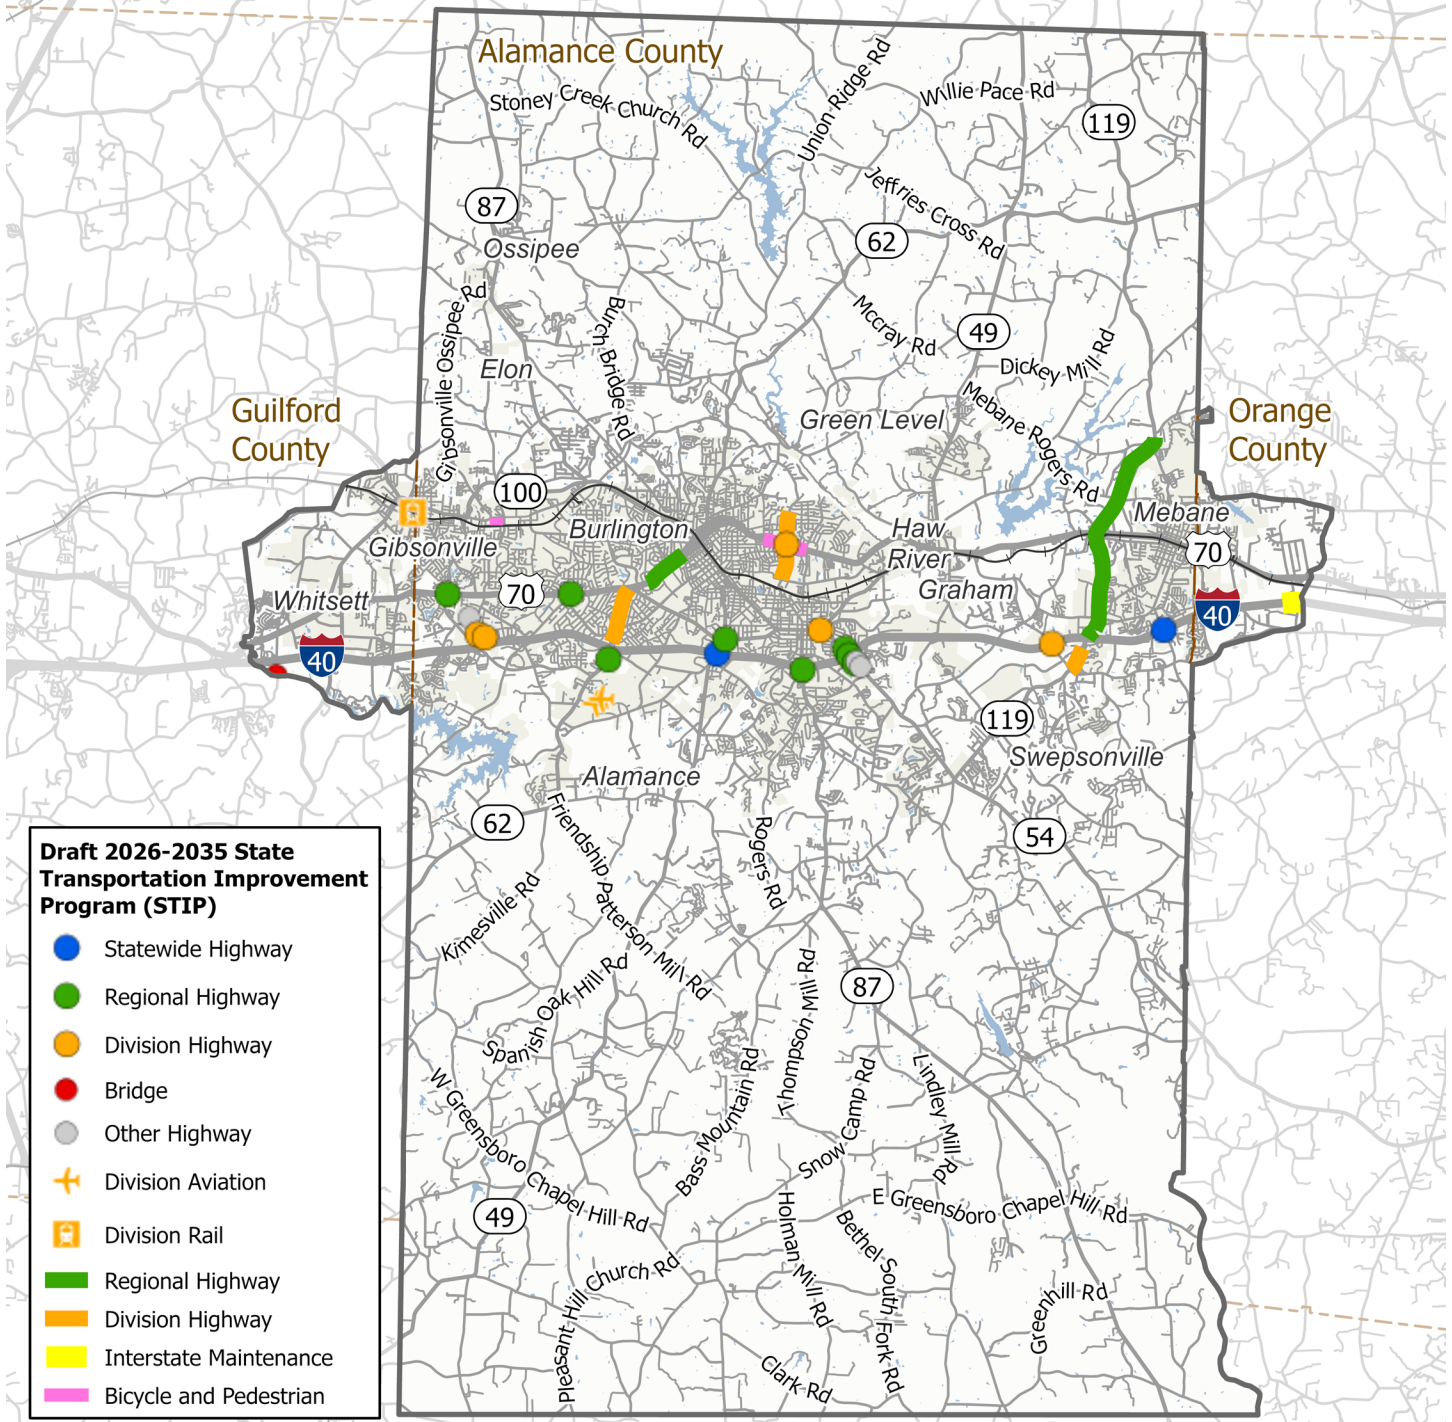 Alamance County
Stoney Creek Church Rd
Union Ridge Rd
Willie Pace Rd
119
Jeffries Cross Rd
87
62
Ossipee
Gibsonville Ossipee Rd
Burch Bridge Rd
Mccray Rd
49
Dickey Mill Rd
Elon
Mebane Rogers Rd
Guilford
County
Green Level
Orange
County
100
Burlington
Haw
River
Mebane
Gibsonville
70
Whitsett
70
Graham
40
40
119
Swepsonville
Alamance
62
Friendship Patterson Mill Rd
Rogers Rd
54
Kimesville Rd
Spanish Oak Hill Rd
Thompson Mill Rd
87
W Greensboro Chapel Hill Rd
Bass Mountain Rd
Snow Camp Rd
Lindley Mill Rd
E Greensboro Chapel Hill Rd
49
Holman Mill Rd
Bethel South Fork Rd
Pleasant Hill Church Rd
Greenhill Rd
Clark Rd
Draft 2026-2035 State
Transportation Improvement
Program (STIP)
Statewide Highway
Regional Highway
Division Highway
Bridge
Other Highway
Division Aviation
Division Rail
Regional Highway
Division Highway
Interstate Maintenance
Bicycle and Pedestrian